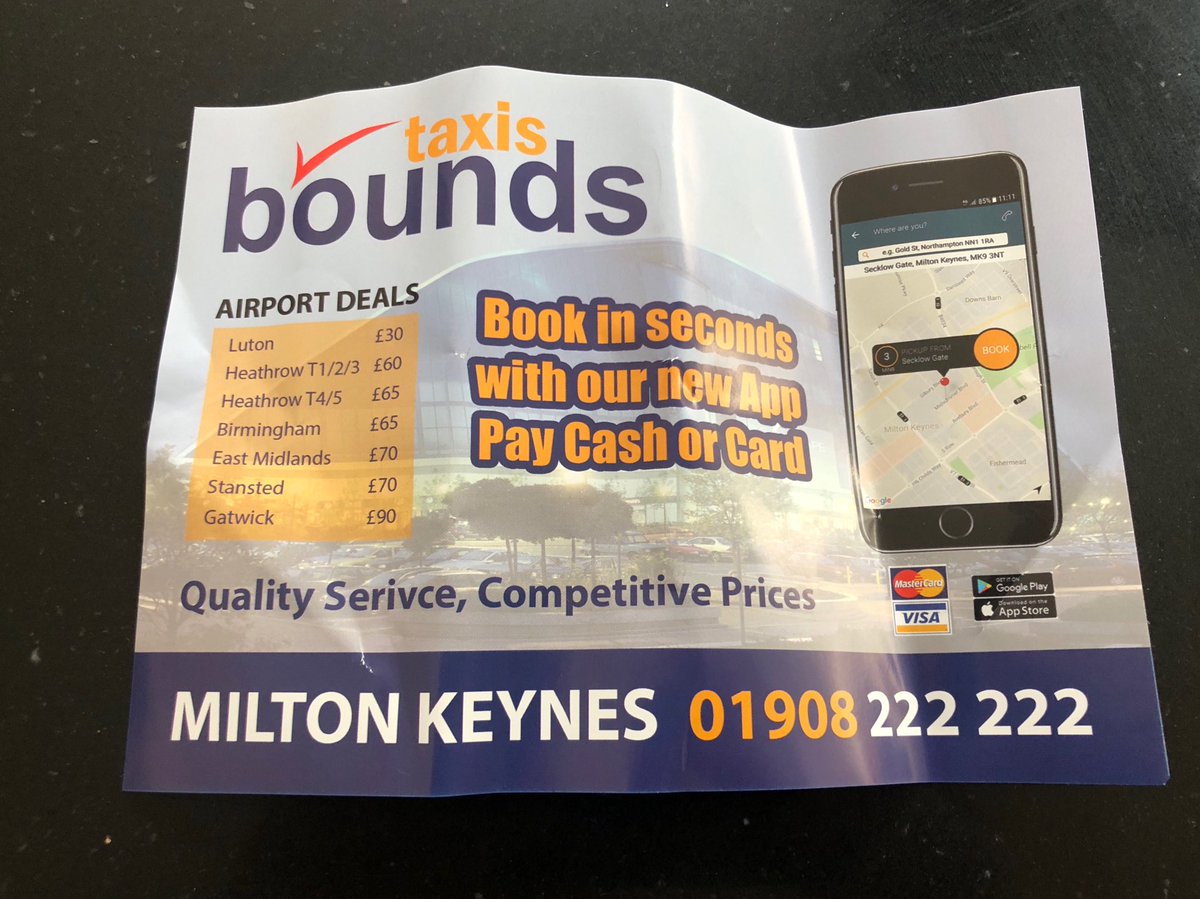 taxis
bounds
AIRPORT DEALS
Luton £30
Heathrow T1/2/3 £60
Heathrow T4/5 £65
Birmingham £65
East Midlands £70
Stansted £70
Gatwick £90
Book in seconds
with our new App
Pay Cash or Card
85% 11:11
Where are you?
e.g. Gold St, Northampton NN1 1RA
Secklow Gate, Milton Keynes, MK9 3NT
Downs Barn
3
MINS
PICKUP FROM
Secklow Gate
BOOK
Milton Keynes
Fishermead
Google
Quality Serivce, Competitive Prices
MasterCard
VISA
GET IT ON
Google Play
Download on the
App Store
MILTON KEYNES 01908 222 222